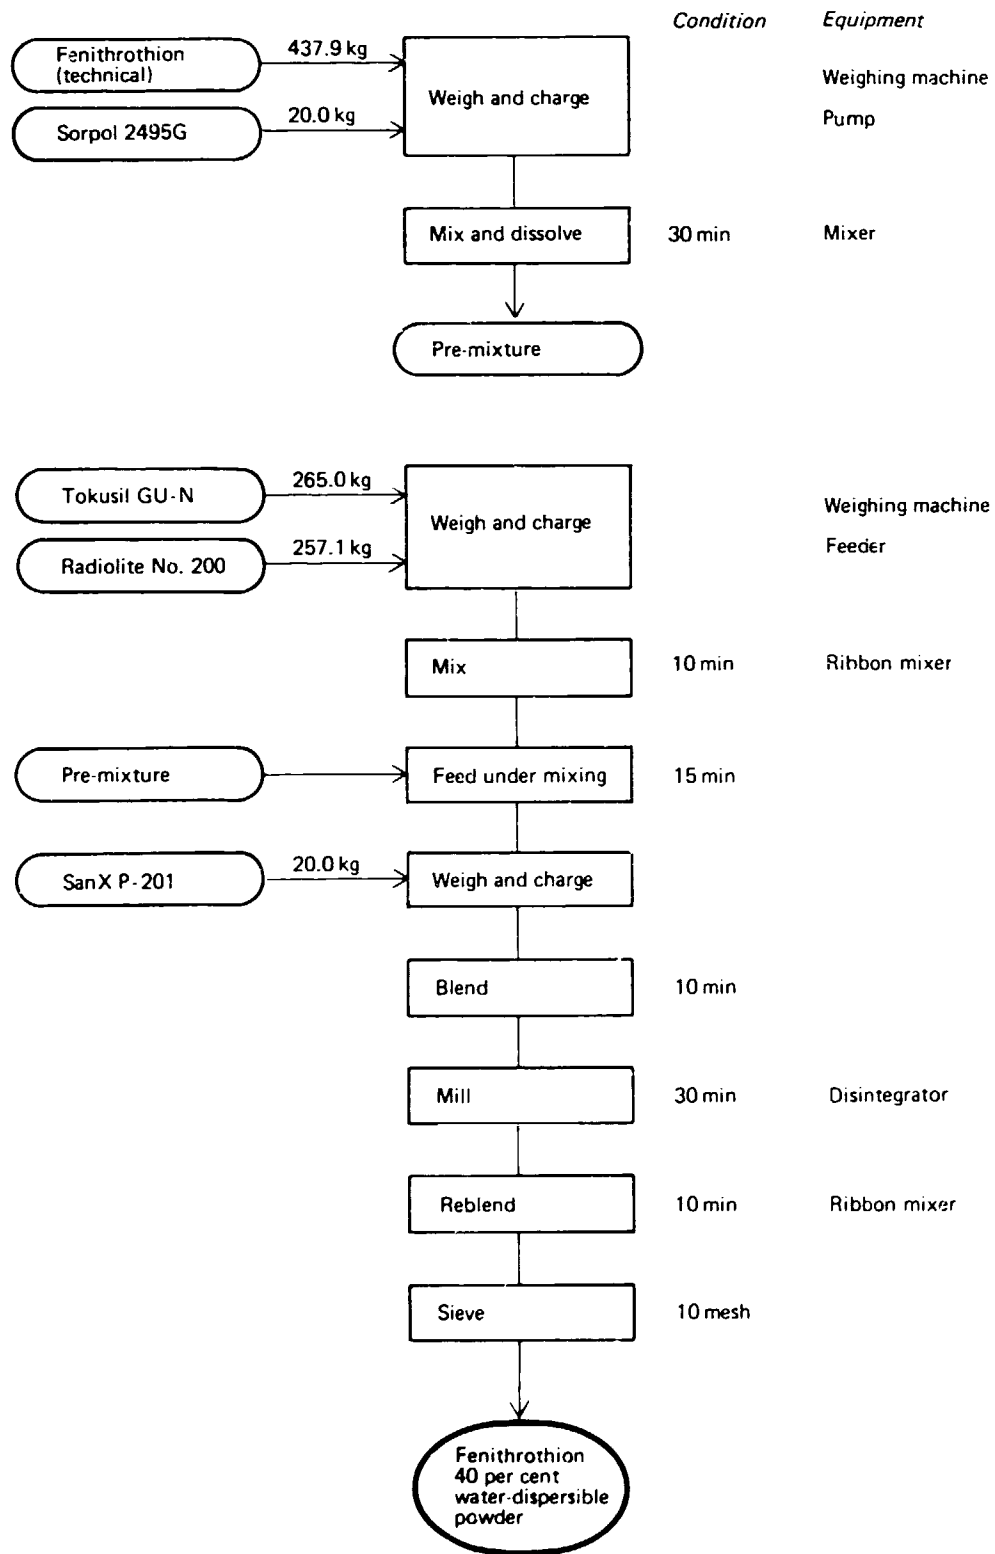 Condition Equipment
Fenithrothion
(technical)
437.9 kg
Weigh and charge
Weighing machine
Sorpol 2495G
20.0 kg
Pump
Mix and dissolve 30 min Mixer
Pre-mixture
Tokusil GU-N
265.0 kg
Weigh and charge
Weighing machine
Radiolite No. 200
257.1 kg
Feeder
Mix 10 min Ribbon mixer
Pre-mixture Feed under mixing 15 min
SanX P-201 20.0 kg Weigh and charge
Blend 10 min
Mill 30 min Disintegrator
Reblend 10 min Ribbon mixer
Sieve 10 mesh
Fenithrothion
40 per cent
water-dispersible
powder